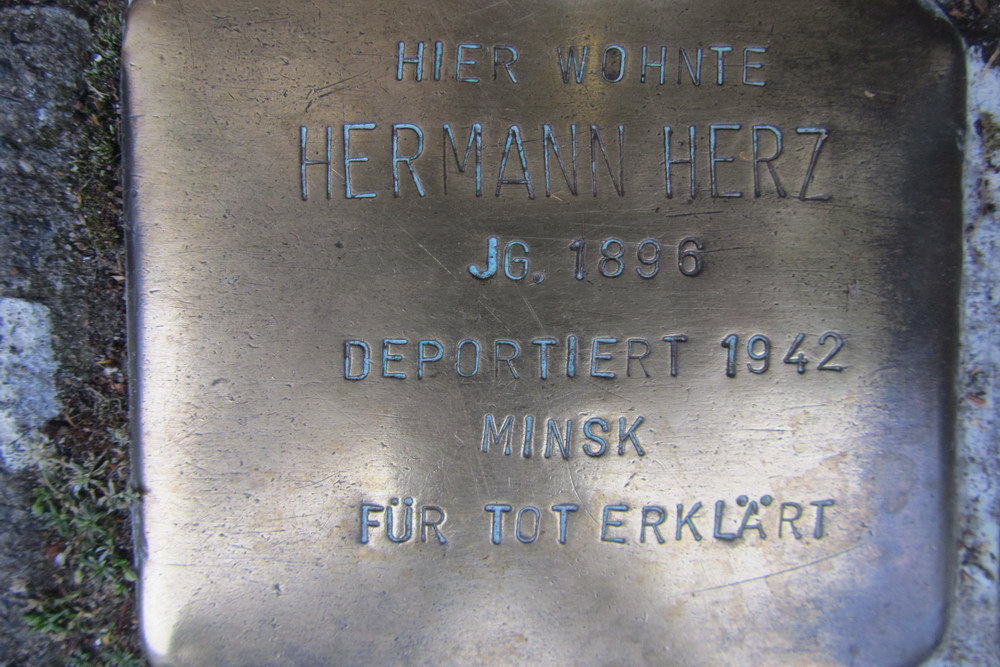 HIER WOHNTE
HERMANN HERZ
JG. 1896
DEPORTIERT 1942
MINSK
FÜR TOT ERKLÄRT